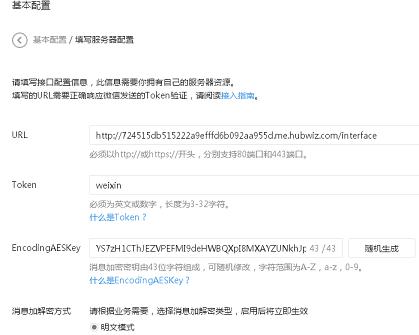 基本配置
基本配置 / 填写服务器配置
请填写接口配置信息，此信息需要你拥有自己的服务器资源。
填写的URL需要正确响应微信发送的Token验证，请阅读接入指南。
URL http://724515db515222a9efffd6b092aa955d.me.hubwiz.com/interface
必须以http://或https://开头，分别支持80端口和443端口。
Token weixin
必须为英文或数字，长度为3-32字符。
什么是Token？
EncodingAESKey YS7zH1CThJEZVPEFMI9deHWBQXpI8MXAYZUNkhJp 43 /43 随机生成
消息加密密钥由43位字符组成，可随机修改，字符范围为A-Z，a-z，0-9。
什么是EncodingAESKey？
消息加解密方式 请根据业务需要，选择消息加解密类型，启用后将立即生效
明文模式